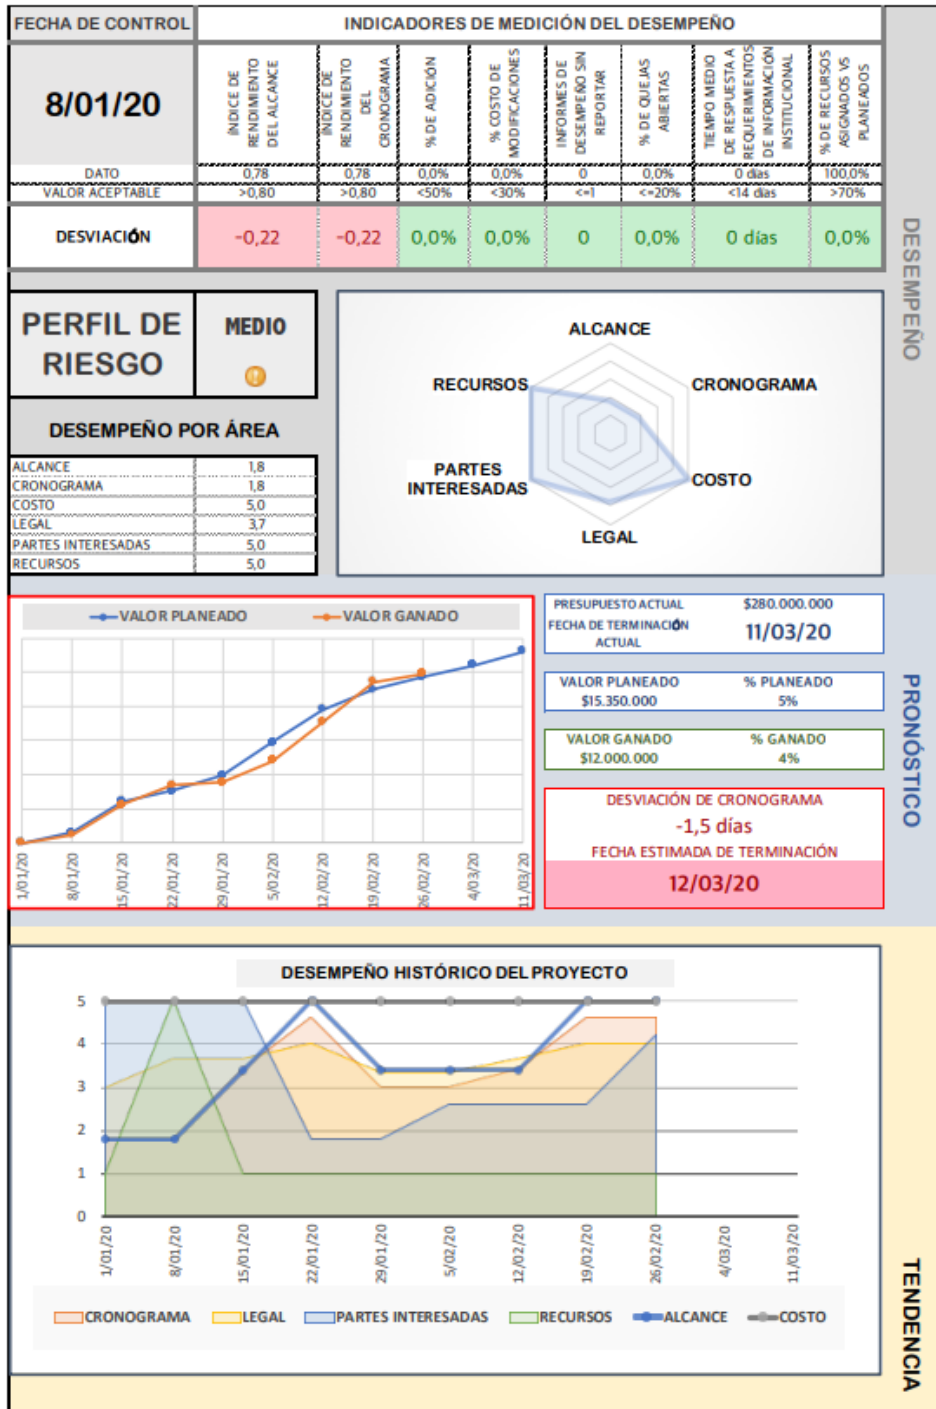 FECHA DE CONTROL
INDICADORES DE MEDICIÓN DEL DESEMPEÑO
8/01/20
ÍNDICE DE
RENDIMIENTO
DEL ALCANCE
ÍNDICE DE
RENDIMIENTO
DEL
CRONOGRAMA
% DE ADICIÓN
% COSTO DE
MODIFICACIONES
INFORMES DE
DESEMPEÑO SIN
REPORTAR
% DE QUEJAS
ABIERTAS
TIEMPO MEDIO
DE RESPUESTA A
REQUERIMIENTOS
DE INFORMACIÓN
INSTITUCIONAL
% DE RECURSOS
ASIGNADOS VS
PLANEADOS
DATO 0,78 0,78 0,0% 0,0% 0 0,0% 0 días 100,0%
VALOR ACEPTABLE >0,80 >0,80 <50% <30% <=1 <=20% <14 días >70%
DESVIACIÓN -0,22 -0,22 0,0% 0,0% 0 0,0% 0 días 0,0%
DESEMPEÑO
PERFIL DE
RIESGO
MEDIO
DESEMPEÑO POR ÁREA
ALCANCE 1,8
CRONOGRAMA 1,8
COSTO 5,0
LEGAL 3,7
PARTES INTERESADAS 5,0
RECURSOS 5,0
ALCANCE
CRONOGRAMA
COSTO
LEGAL
PARTES
INTERESADAS
RECURSOS
VALOR PLANEADO VALOR GANADO
1/01/20
8/01/20
15/01/20
22/01/20
29/01/20
5/02/20
12/02/20
19/02/20
26/02/20
4/03/20
11/03/20
PRESUPUESTO ACTUAL $280.000.000
FECHA DE TERMINACIÓN
ACTUAL
11/03/20
VALOR PLANEADO % PLANEADO
$15.350.000 5%
VALOR GANADO % GANADO
$12.000.000 4%
DESVIACIÓN DE CRONOGRAMA
-1,5 días
FECHA ESTIMADA DE TERMINACIÓN
12/03/20
PRONÓSTICO
DESEMPEÑO HISTÓRICO DEL PROYECTO
5
4
3
2
1
0
1/01/20
8/01/20
15/01/20
22/01/20
29/01/20
5/02/20
12/02/20
19/02/20
26/02/20
4/03/20
11/03/20
CRONOGRAMA LEGAL PARTES INTERESADAS RECURSOS ALCANCE COSTO
TENDENCIA